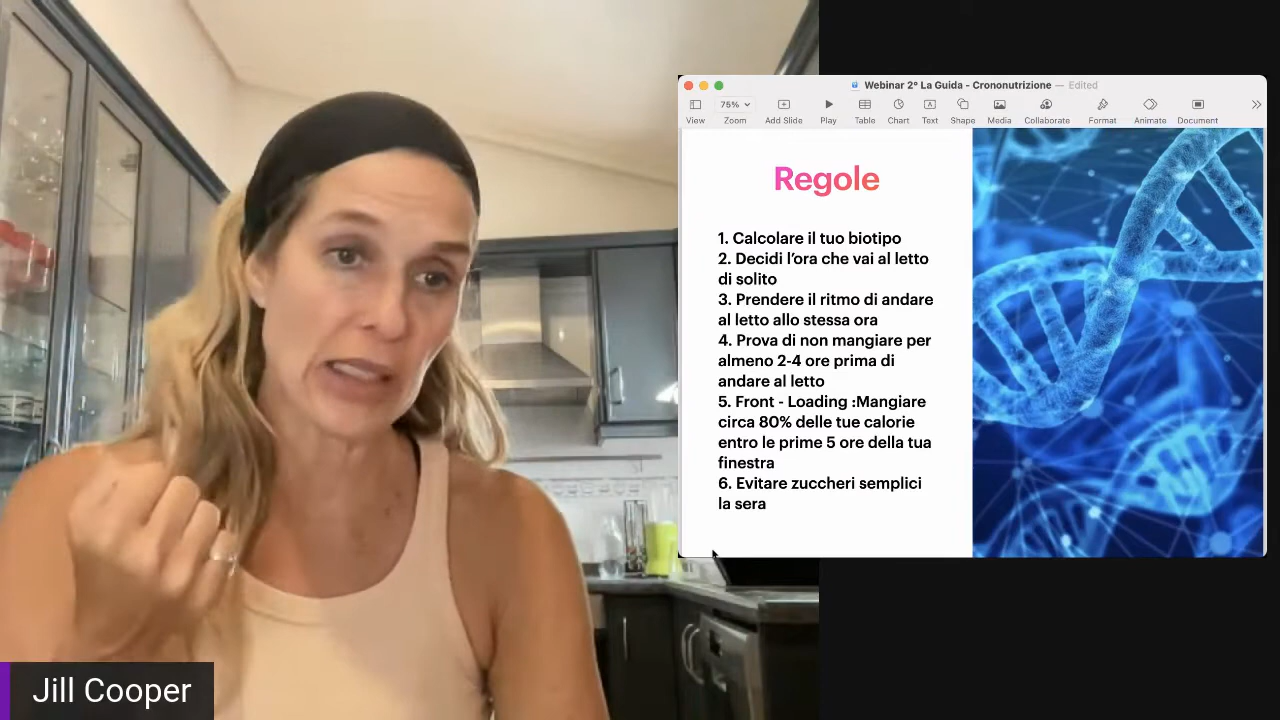 Webinar 2º La Guida - Crononutrizione — Edited
75%
View Zoom Add Slide Play Table Chart Text Shape Media Collaborate Format Animate Document
Regole
1. Calcolare il tuo biotipo
2. Decidi l’ora che vai al letto
di solito
3. Prendere il ritmo di andare
al letto allo stessa ora
4. Prova di non mangiare per
almeno 2-4 ore prima di
andare al letto
5. Front - Loading :Mangiare
circa 80% delle tue calorie
entro le prime 5 ore della tua
finestra
6. Evitare zuccheri semplici
la sera
Jill Cooper